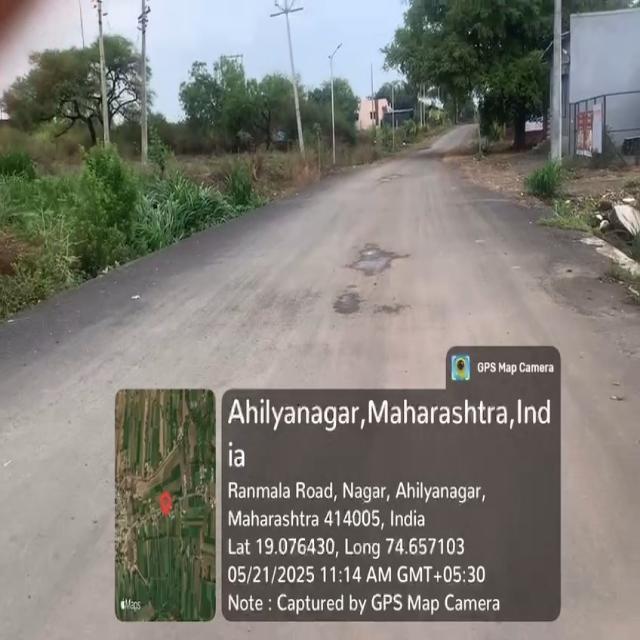 GPS Map Camera
Ahilyanagar,Maharashtra,Ind
ia
Ranmala Road, Nagar, Ahilyanagar,
Maharashtra 414005, India
Lat 19.076430, Long 74.657103
05/21/2025 11:14 AM GMT+05:30
Note : Captured by GPS Map Camera
Maps